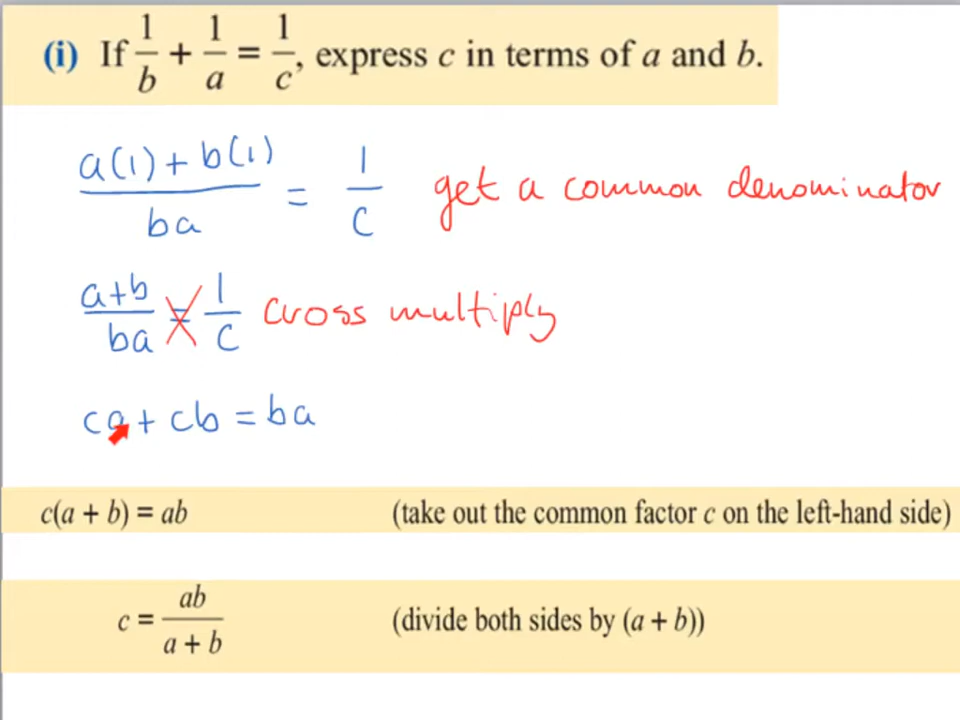 (i) If 1/b + 1/a = 1/c, express c in terms of a and b.
a(1) + b(1) / ba = 1/c get a common denominator
a+b / ba = 1/c cross multiply
ca + cb = ba
c(a + b) = ab (take out the common factor c on the left-hand side)
c = ab / a + b (divide both sides by (a + b))